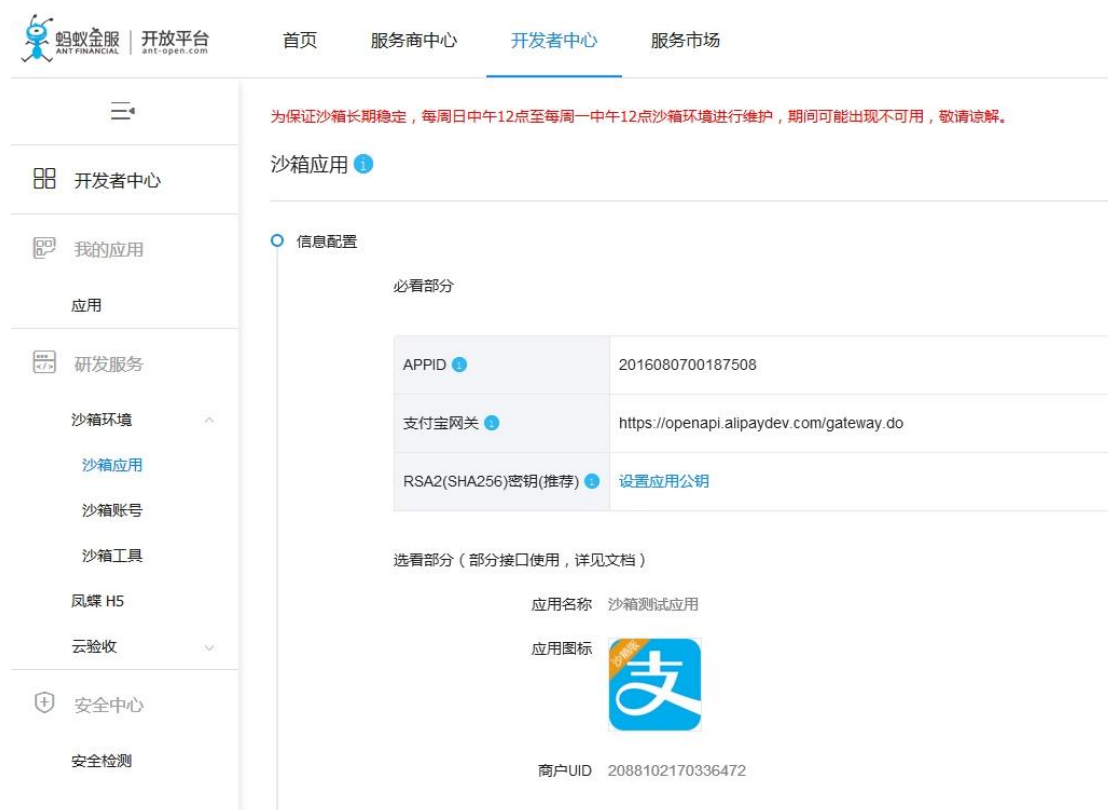 蚂蚁金服 开放平台
ANT FINANCIAL ant-open.com
首页 服务商中心 开发者中心 服务市场
为保证沙箱长期稳定，每周日中午12点至每周一中午12点沙箱环境进行维护，期间可能出现不可用，敬请谅解。
开发者中心
我的应用
应用
研发服务
沙箱环境
沙箱应用
沙箱账号
沙箱工具
凤蝶 H5
云验收
安全中心
安全检测
沙箱应用
信息配置
必看部分
APPID 2016080700187508
支付宝网关 https://openapi.alipaydev.com/gateway.do
RSA2(SHA256)密钥(推荐) 设置应用公钥
选看部分（部分接口使用，详见文档）
应用名称 沙箱测试应用
应用图标
沙箱版
支
商户UID 2088102170336472